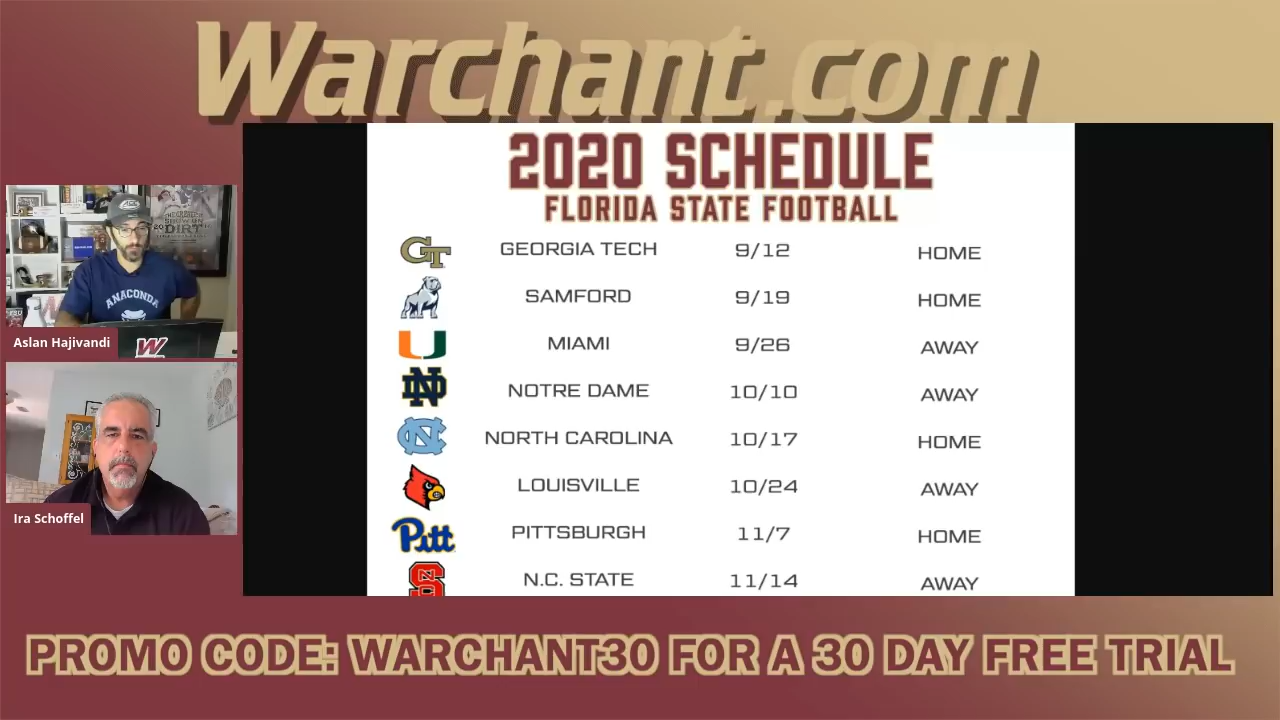 Warchant.com
2020 SCHEDULE
FLORIDA STATE FOOTBALL
GT GEORGIA TECH 9/12 HOME
SAMFORD 9/19 HOME
U MIAMI 9/26 AWAY
ND NOTRE DAME 10/10 AWAY
NC NORTH CAROLINA 10/17 HOME
LOUISVILLE 10/24 AWAY
Pitt PITTSBURGH 11/7 HOME
NCS N.C. STATE 11/14 AWAY
ACC
ANACONDA
W
Aslan Hajivandi
Ira Schoffel
PROMO CODE: WARCHANT30 FOR A 30 DAY FREE TRIAL